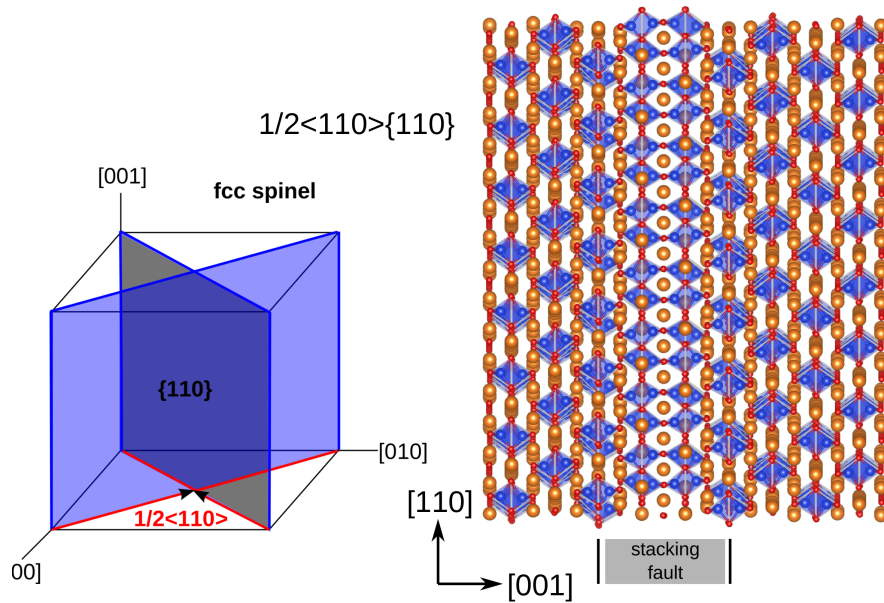 1/2<110>{110}
[001]
fcc spinel
{110}
[010]
1/2<110>
00]
[110]
[001]
stacking
fault